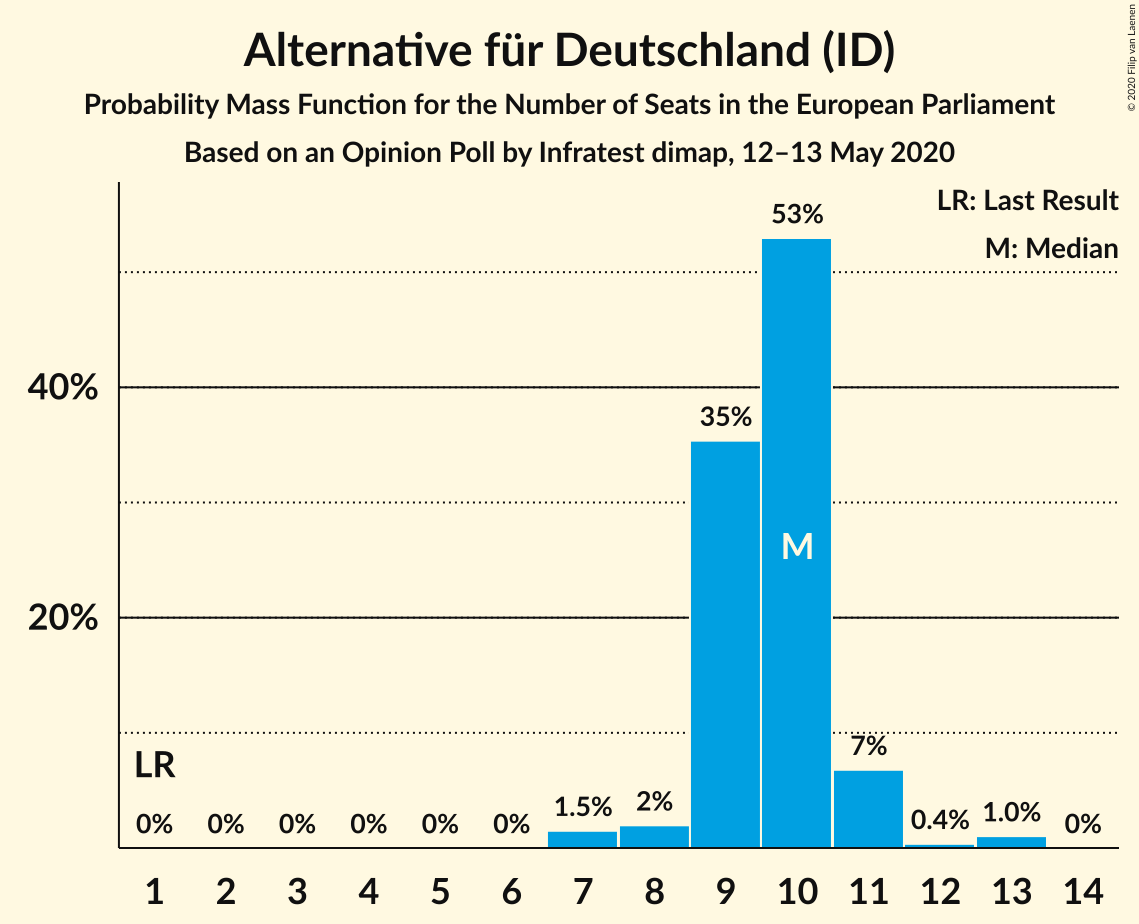 Alternative für Deutschland (ID)
Probability Mass Function for the Number of Seats in the European Parliament
Based on an Opinion Poll by Infratest dimap, 12–13 May 2020
© 2020 Filip van Laenen
LR: Last Result
M: Median
53%
40%
35%
M
20%
LR
7%
0% 0% 0% 0% 0% 0% 1.5% 2% 0.4% 1.0% 0%
1 2 3 4 5 6 7 8 9 10 11 12 13 14